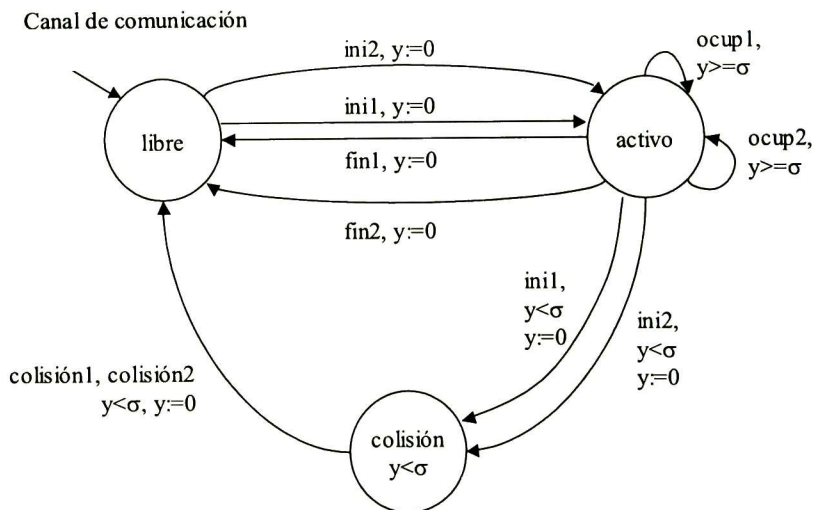 Canal de comunicación
ini2, y:=0
ocup1,
y>=σ
ini1, y:=0
libre
activo
fin1, y:=0
ocup2,
y>=σ
fin2, y:=0
ini1,
y<σ
y:=0
ini2,
y<σ
y:=0
colisión1, colisión2
y<σ, y:=0
colisión
y<σ